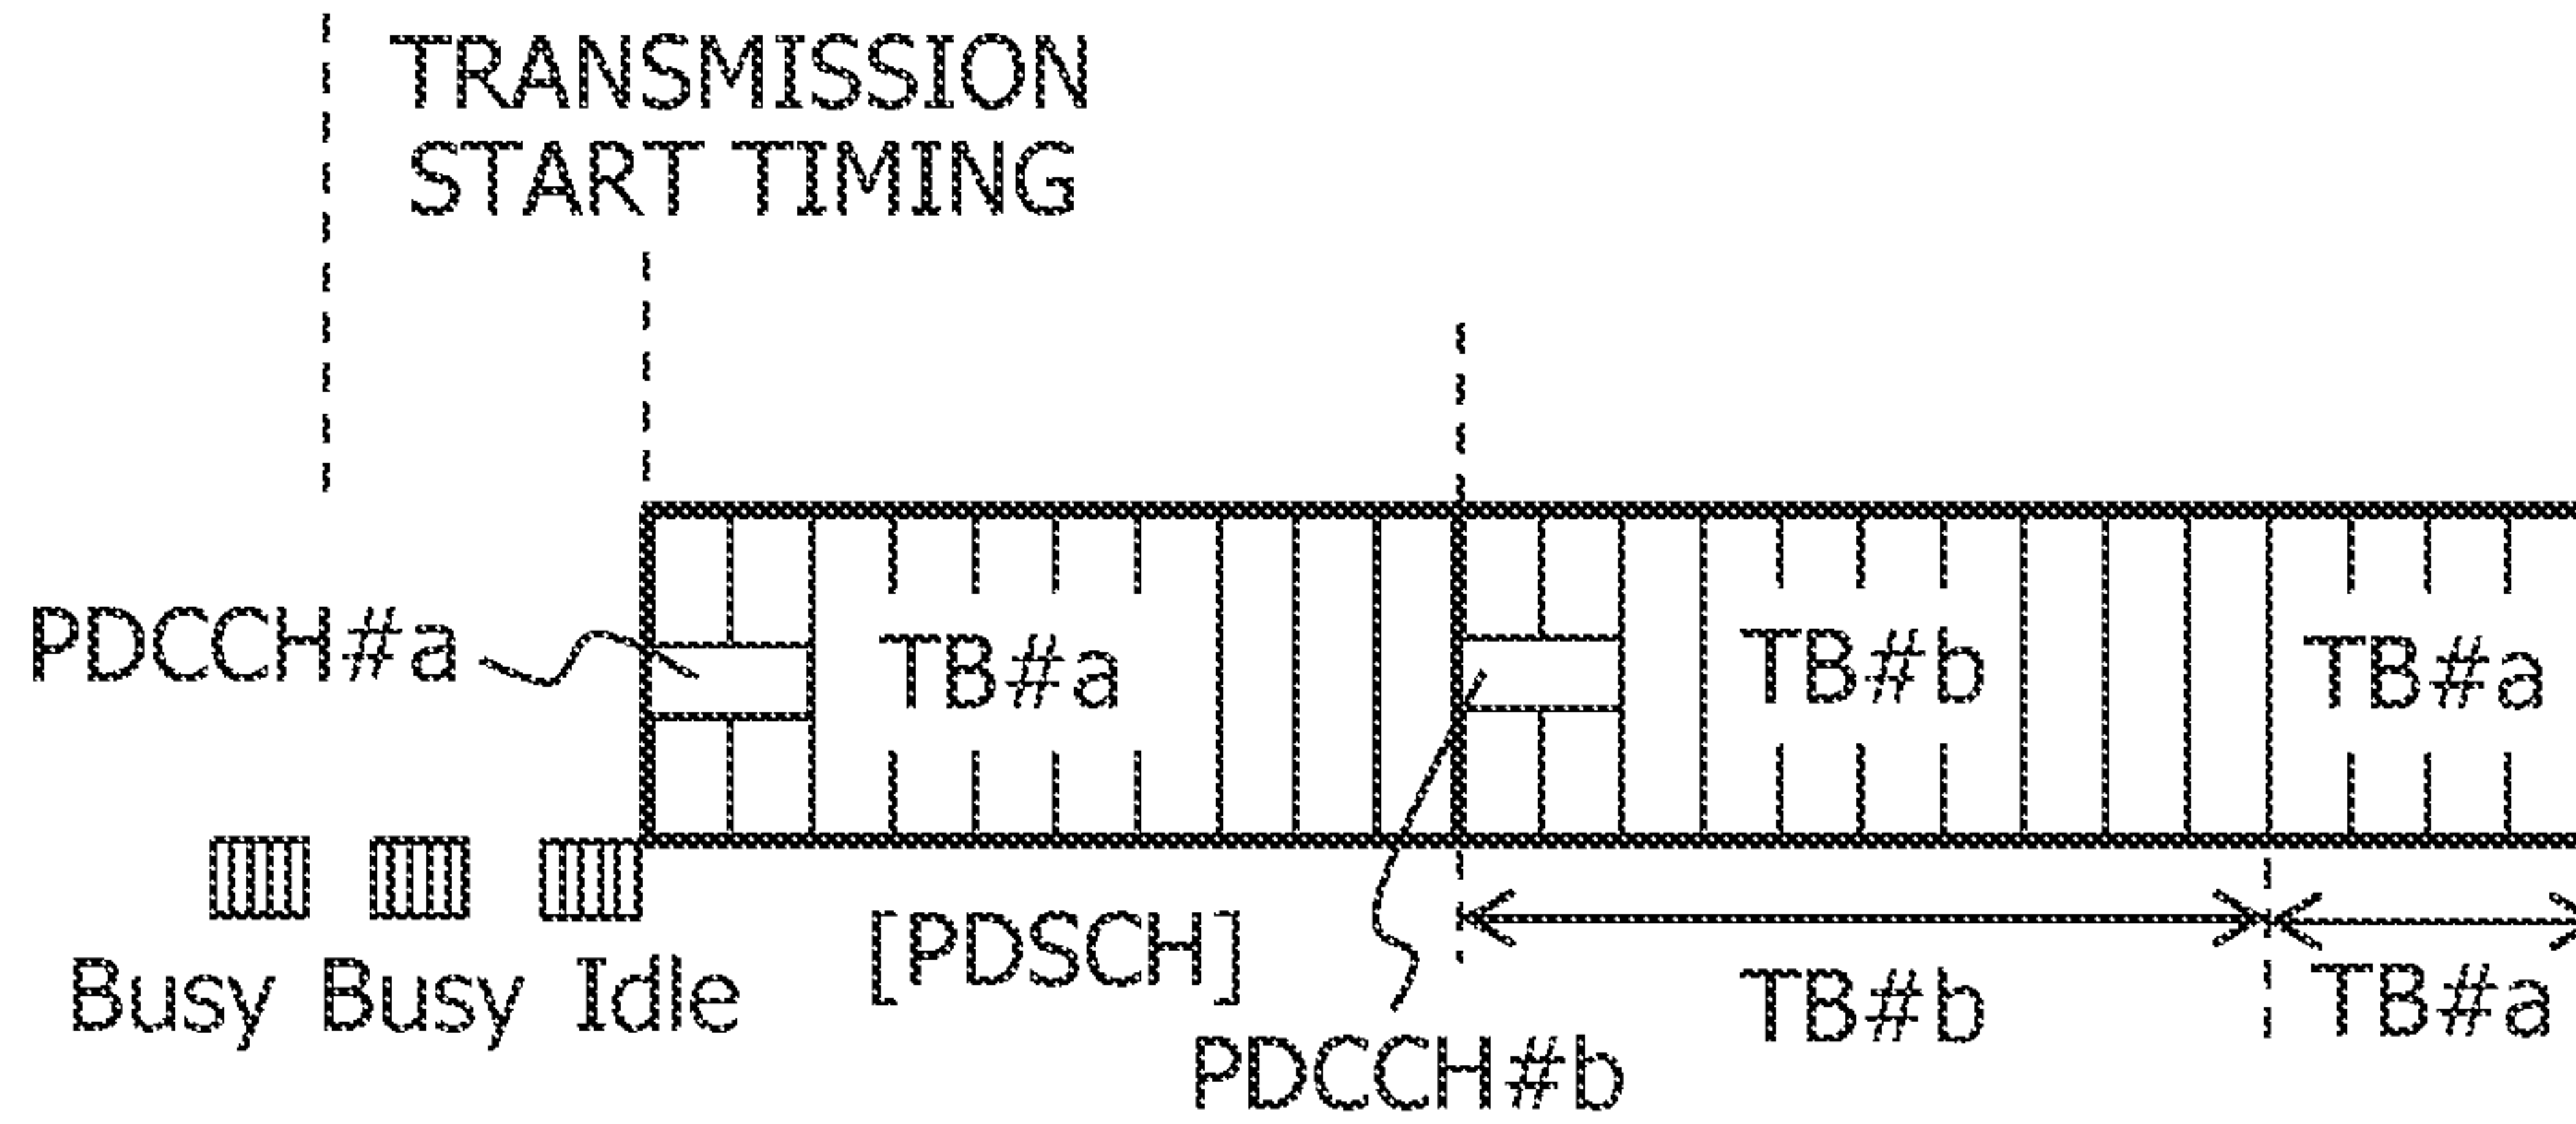 TRANSMISSION
START TIMING
PDCCH#a
TB#a
TB#b
TB#a
Busy Busy Idle
[PDSCH]
PDCCH#b
TB#b
TB#a